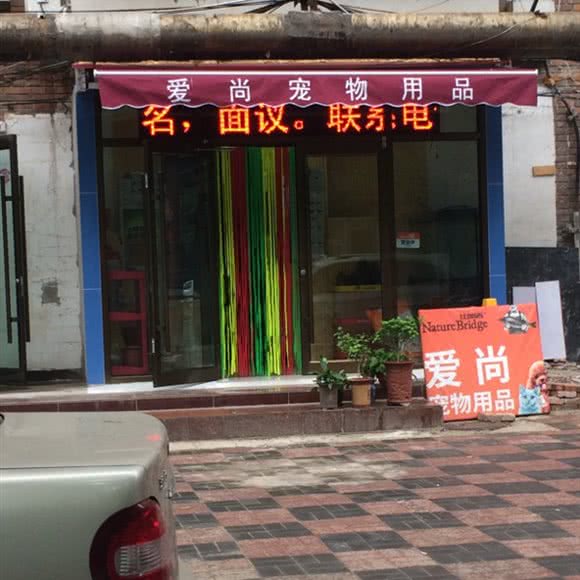 爱尚宠物用品
名，面议。联系电
NatureBridge
爱尚
宠物用品